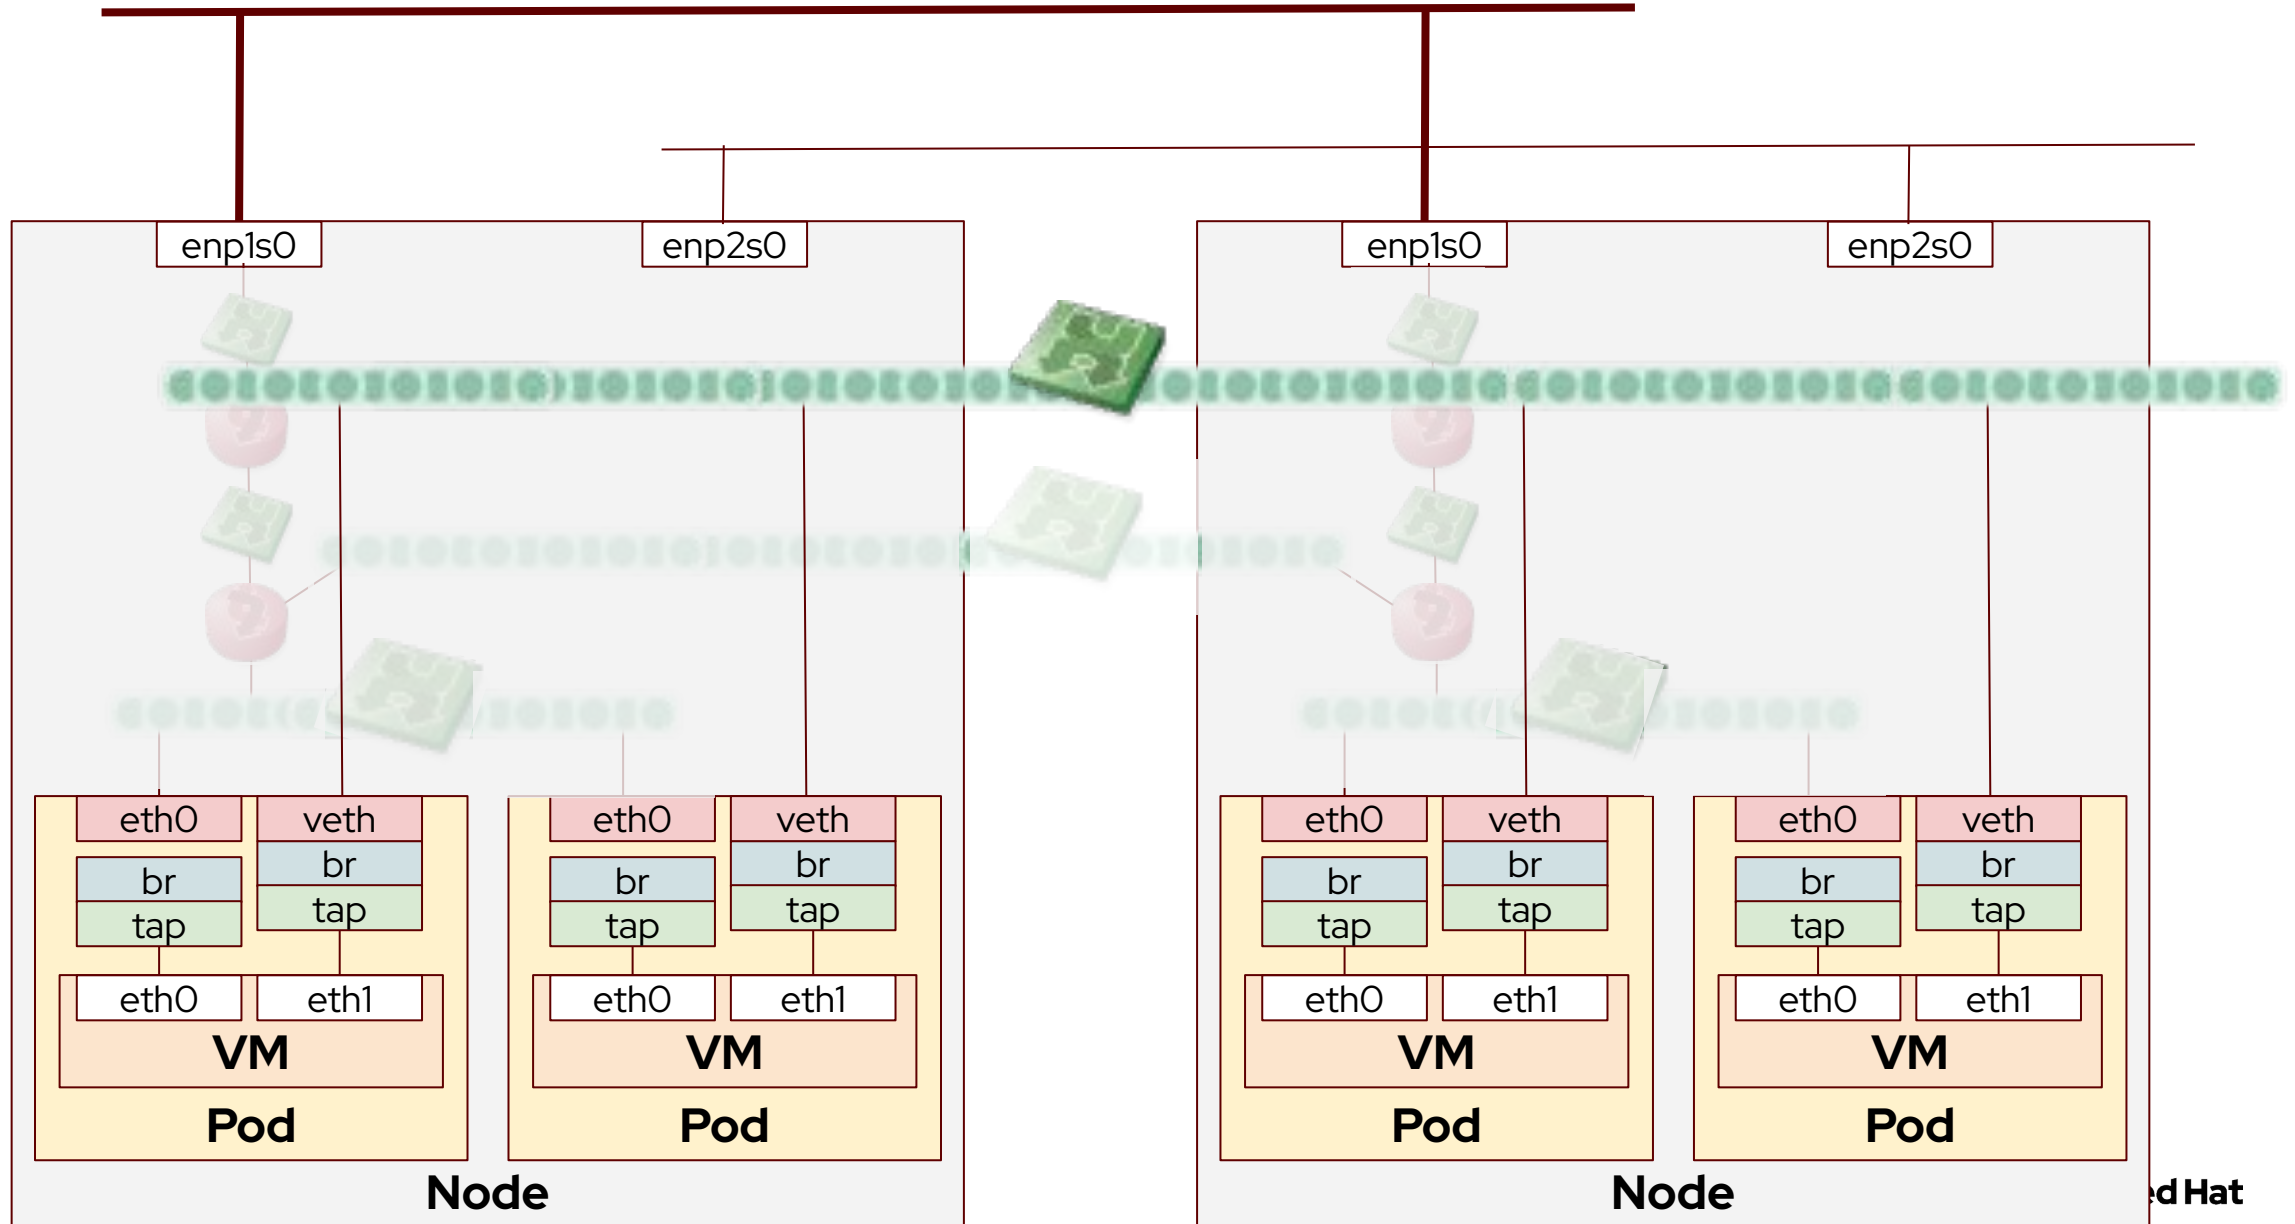 enp1s0 enp2s0 enp1s0 enp2s0
eth0 veth eth0 veth eth0 veth eth0 veth
br br br br br br br br
tap tap tap tap tap tap tap tap
eth0 eth1 eth0 eth1 eth0 eth1 eth0 eth1
VM VM VM VM
Pod Pod Pod Pod
Node Node ed Hat